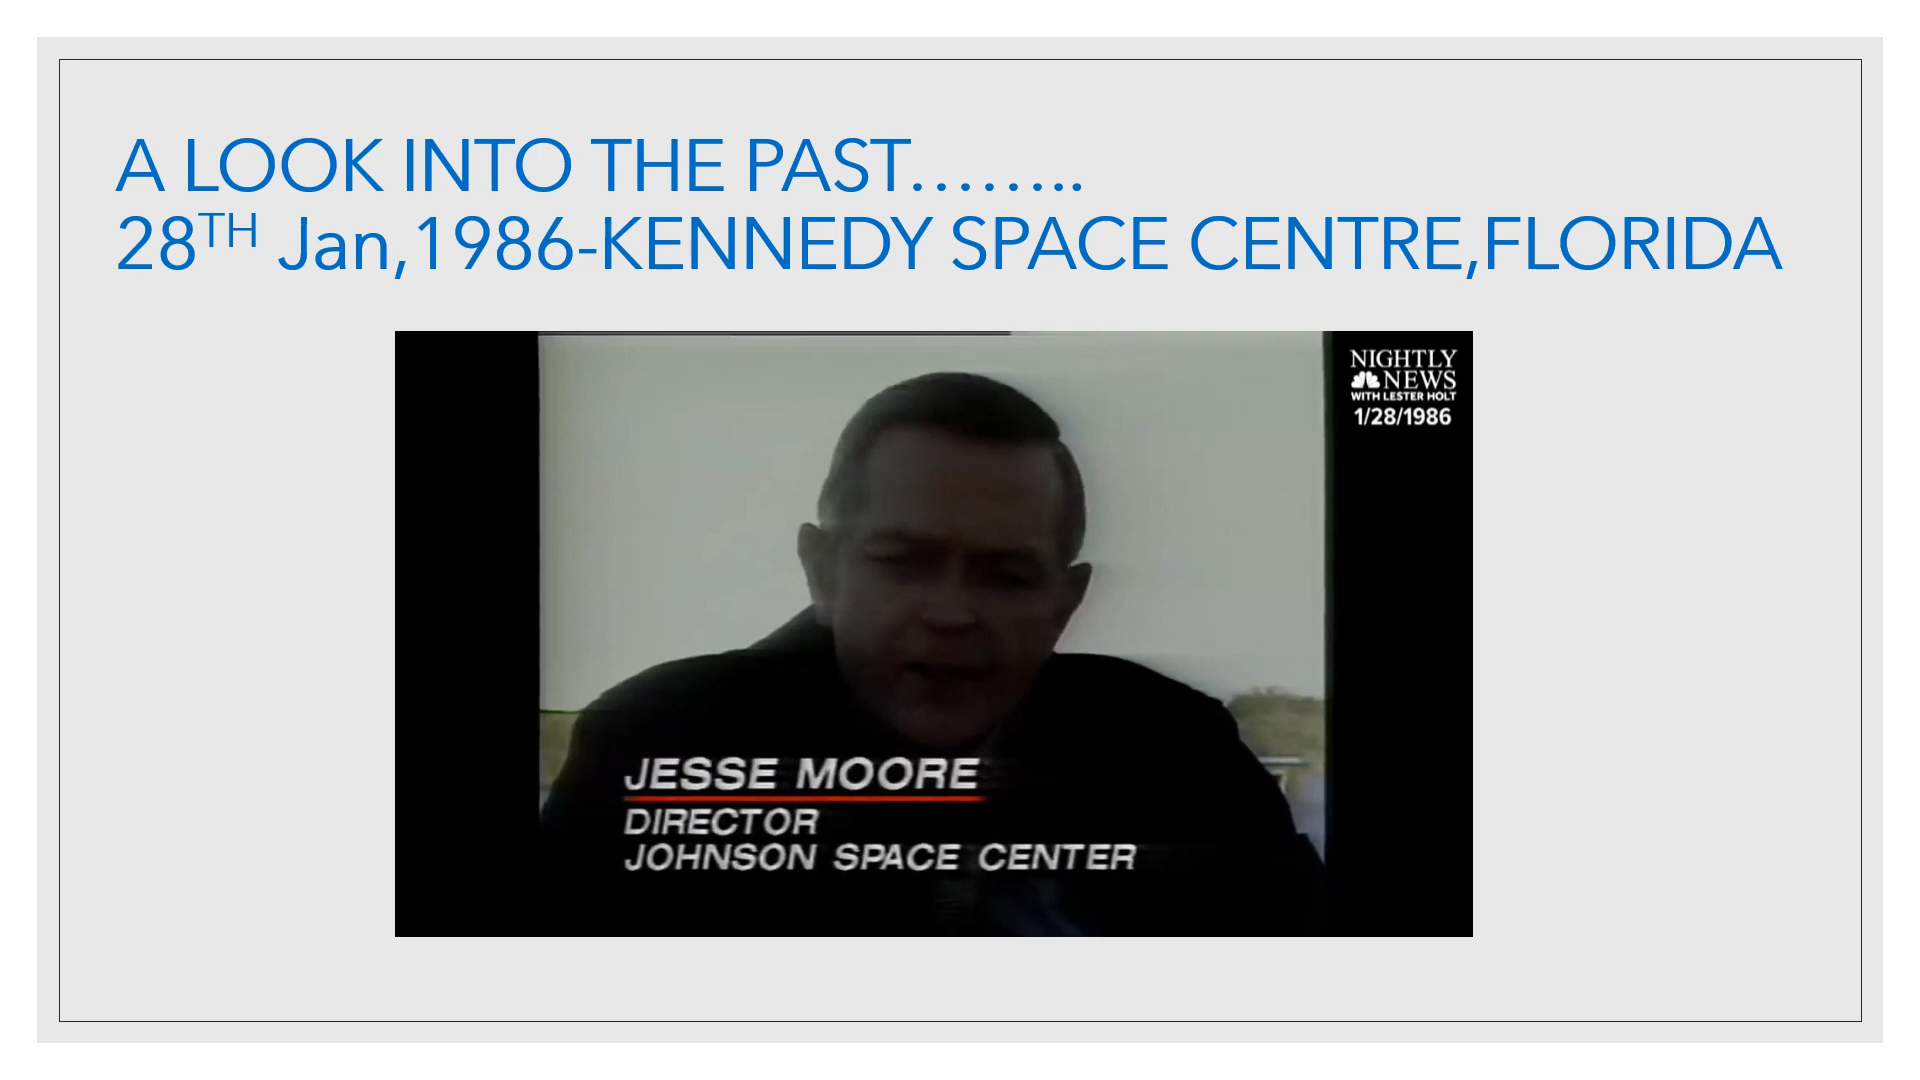 A LOOK INTO THE PAST……..
28TH Jan,1986-KENNEDY SPACE CENTRE,FLORIDA
NIGHTLY
NEWS
WITH LESTER HOLT
1/28/1986
JESSE MOORE
DIRECTOR
JOHNSON SPACE CENTER